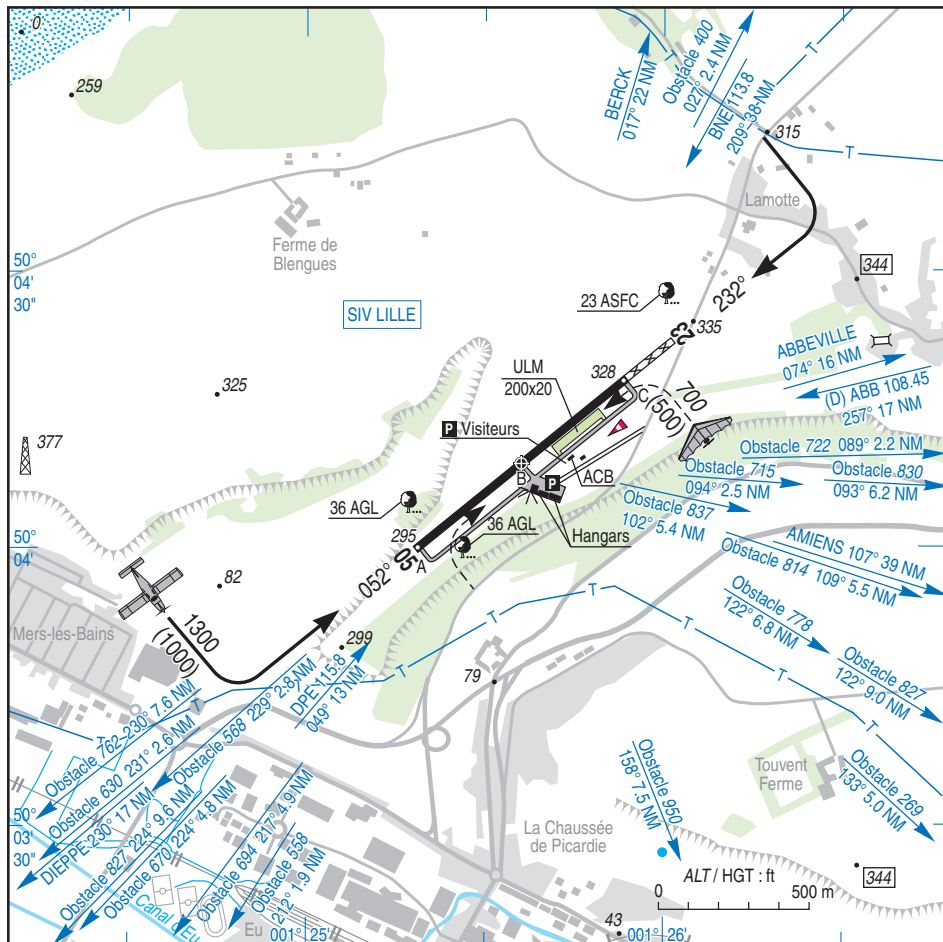 0
259
BERCK
017° 22 NM
Obstacle 400
027° 2.4 NM
BNE 113.8
209° 38 NM
T
315
T
Lamotte
Ferme de
Blengues
50°
04'
30"
344
SIV LILLE
23 ASFC
232°
335
23
ABBEVILLE
074° 16 NM
(D) ABB 108.45
257° 17 NM
ULM
200x20
328
C
700
(500)
325
P Visiteurs
377
Obstacle 722 089° 2.2 NM
Obstacle 715
094° 2.5 NM
Obstacle 830
093° 6.2 NM
B
P
ACB
36 AGL
Obstacle 837
102° 5.4 NM
Hangars
36 AGL
295
05
A
052°
50°
04'
AMIENS 107° 39 NM
Obstacle 814 109° 5.5 NM
82
T
T
Obstacle 778
122° 6.8 NM
Mers-les-Bains
1300
(1000)
299
79
T
Obstacle 827
122° 9.0 NM
DPE 115.8
049° 13 NM
T
Obstacle 762 230° 7.6 NM
Obstacle 568 229° 2.8 NM
Obstacle 630 231° 2.6 NM
DIEPPE 230° 17 NM
Obstacle 827 224° 9.6 NM
Obstacle 670 224° 4.8 NM
Obstacle 694 217° 4.9 NM
Obstacle 558
212° 1.9 NM
Obstacle 950
158° 7.5 NM
Touvent
Ferme
Obstacle 269
133° 5.0 NM
50°
03'
30"
La Chaussée
de Picardie
344
ALT / HGT : ft
0 500 m
Canal d'Eu
Eu
43
001° 25'
001° 26'